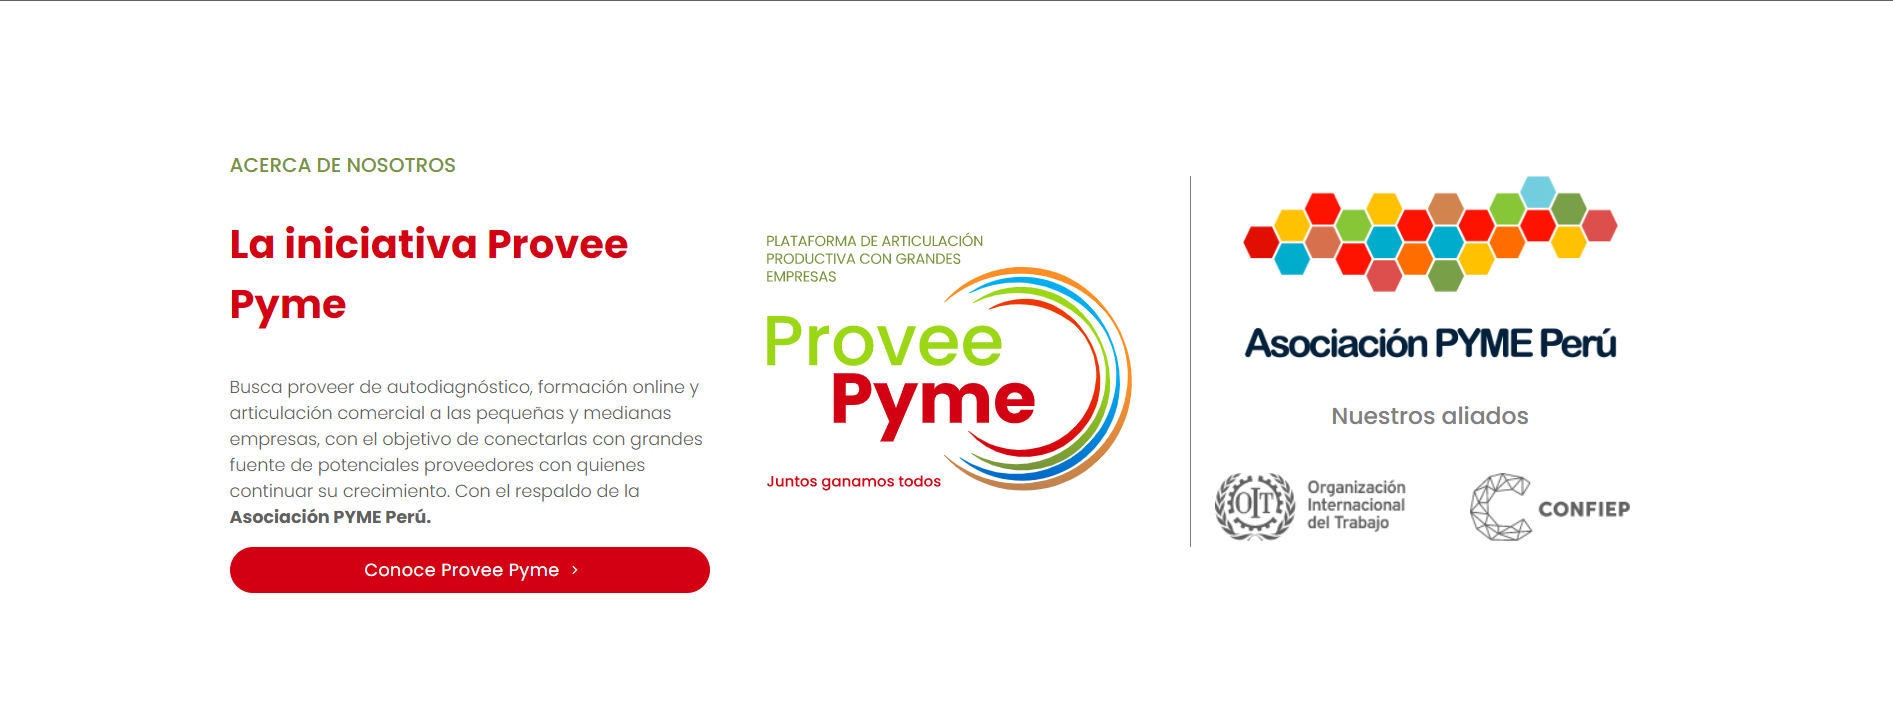 ACERCA DE NOSOTROS
La iniciativa Provee
Pyme
Busca proveer de autodiagnóstico, formación online y
articulación comercial a las pequeñas y medianas
empresas, con el objetivo de conectarlas con grandes
fuente de potenciales proveedores con quienes
continuar su crecimiento. Con el respaldo de la
Asociación PYME Perú.
Conoce Provee Pyme >
PLATAFORMA DE ARTICULACIÓN
PRODUCTIVA CON GRANDES
EMPRESAS
Provee
Pyme
Juntos ganamos todos
Asociación PYME Perú
Nuestros aliados
OIT
Organización
Internacional
del Trabajo
CONFIEP